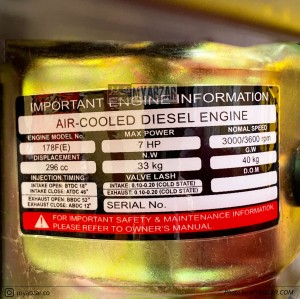 MYABZAR
IMPORTANT ENGINE INFORMATION
AIR-COOLED DIESEL ENGINE
ENGINE MODEL No. MAX POWER NOMAL SPEED
178F(E) 7 HP 3000/3600 rpm
DISPLACEMENT N.W G.W
296 cc 33 kg 40 kg
INJECTION TIMING VALVE LASH D.O.M
INTAKE OPEN: BTDC 18°
INTAKE CLOSE: ATDC 46°
INTAKE: 0.10-0.20 (COLD STATE)
EXHAUST: 0.10-0.20 (COLD STATE)
EXHAUST OPEN: BBDC 52°
EXHAUST CLOSE: ABDC 12°
SERIAL No.
FOR IMPORTANT SAFETY & MAINTENANCE INFORMATION,
PLEASE REFER TO OWNER'S MANUAL.
myabzar.co